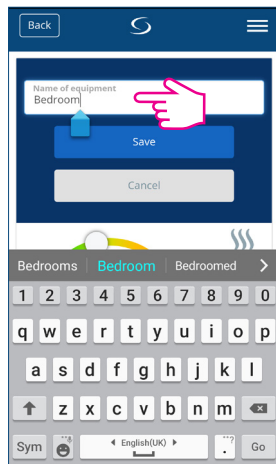 Back
Name of equipment
Bedroom
Save
Cancel
Bedrooms Bedroom Bedroomed
1 2 3 4 5 6 7 8 9 0
q w e r t y u i o p
a s d f g h j k l
z x c v b n m
Sym English(UK) . ? Go